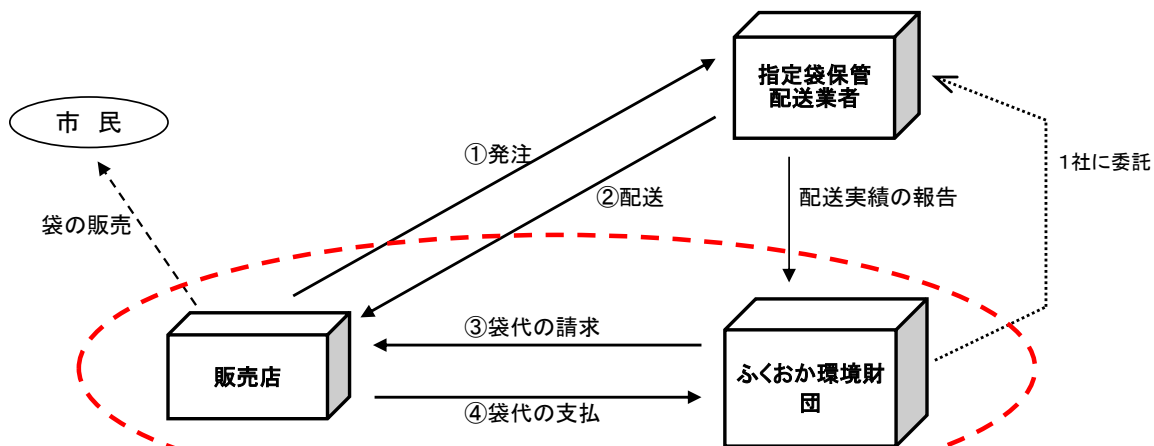 指定袋保管
配送業者
市 民
①発注
1社に委託
②配送
配送実績の報告
袋の販売
③袋代の請求
販売店
ふくおか環境財
団
④袋代の支払